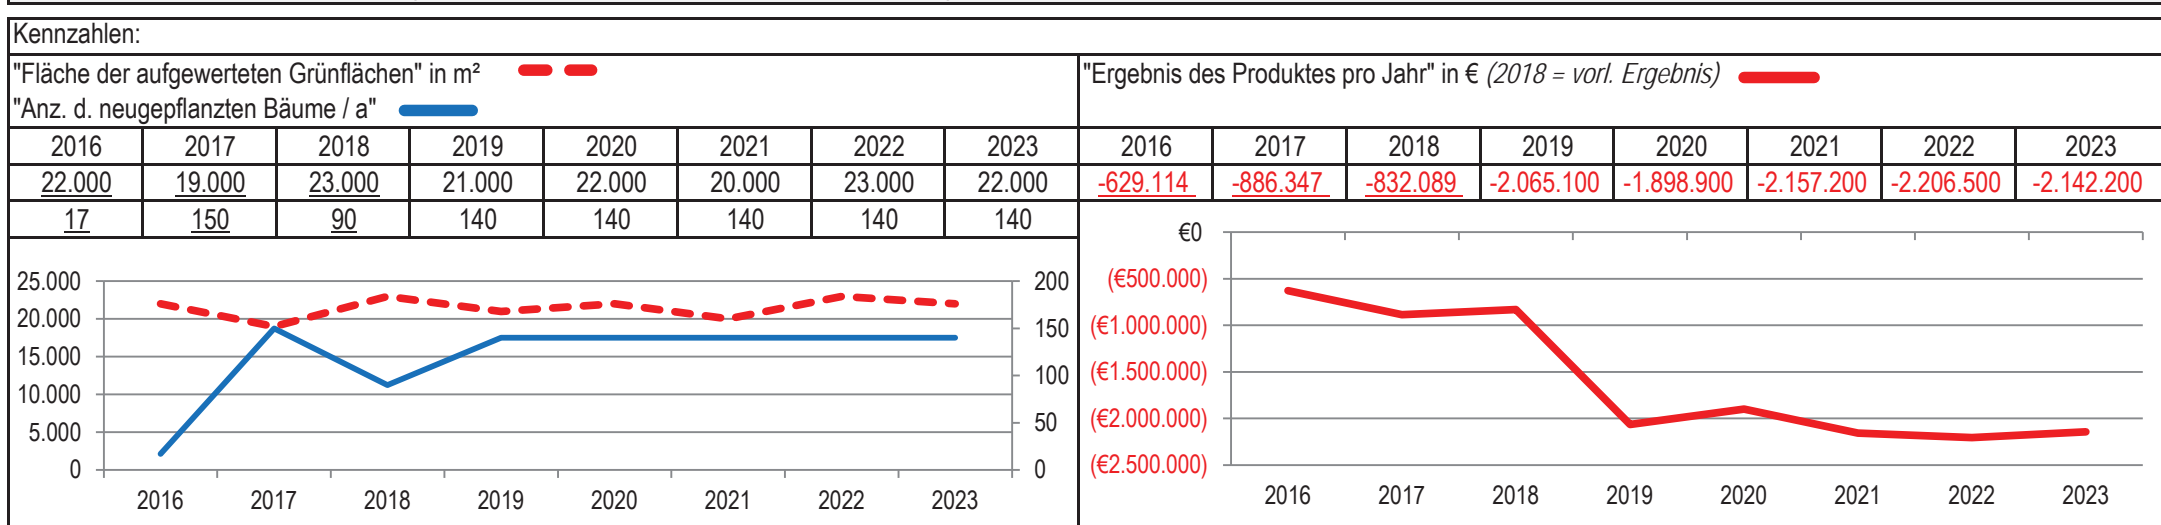 Kennzahlen:
"Fläche der aufgewerteten Grünflächen" in m²
"Anz. d. neugepflanzten Bäume / a"
"Ergebnis des Produktes pro Jahr" in € (2018 = vorl. Ergebnis)
2016 2017 2018 2019 2020 2021 2022 2023 2016 2017 2018 2019 2020 2021 2022 2023
22.000 19.000 23.000 21.000 22.000 20.000 23.000 22.000 -629.114 -886.347 -832.089 -2.065.100 -1.898.900 -2.157.200 -2.206.500 -2.142.200
17 150 90 140 140 140 140 140
25.000 200
20.000 150
15.000
10.000 100
5.000 50
0 0
2016 2017 2018 2019 2020 2021 2022 2023
€0
(€500.000)
(€1.000.000)
(€1.500.000)
(€2.000.000)
(€2.500.000)
2016 2017 2018 2019 2020 2021 2022 2023